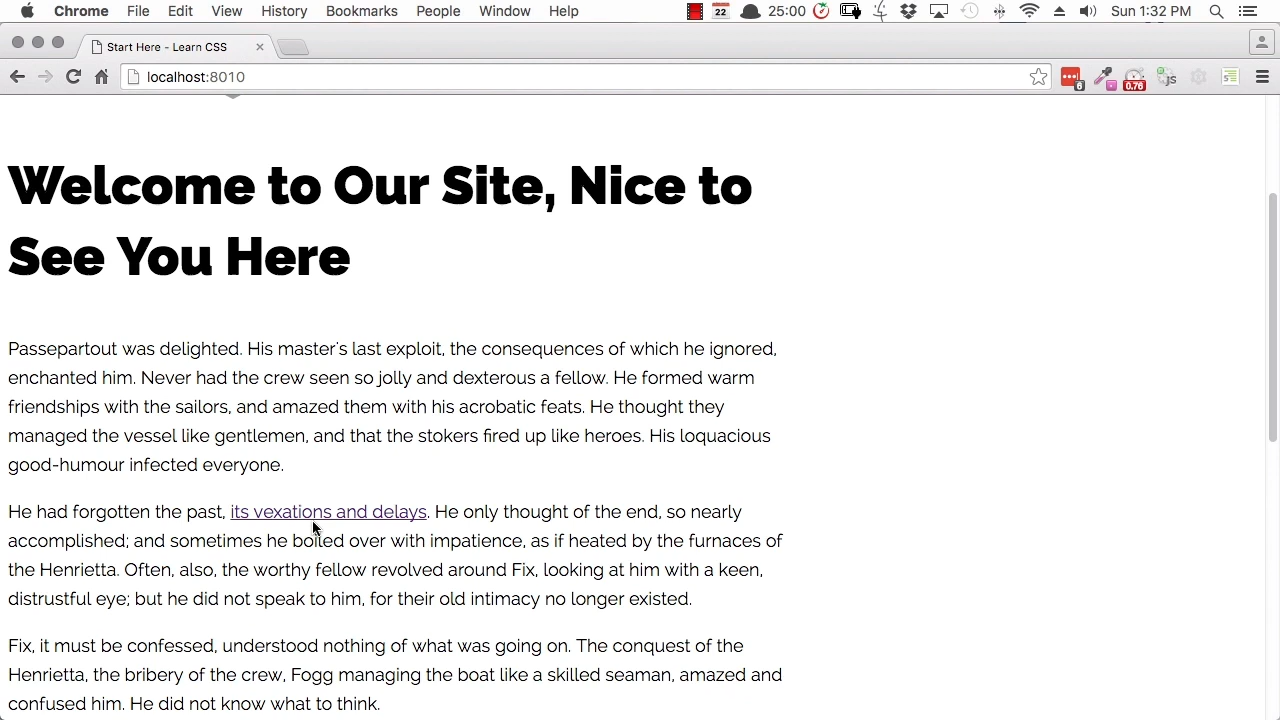 Chrome File Edit View History Bookmarks People Window Help 22 25:00 Sun 1:32 PM
Start Here - Learn CSS
localhost:8010 6 0.76 JS
Welcome to Our Site, Nice to
See You Here
Passepartout was delighted. His master's last exploit, the consequences of which he ignored,
enchanted him. Never had the crew seen so jolly and dexterous a fellow. He formed warm
friendships with the sailors, and amazed them with his acrobatic feats. He thought they
managed the vessel like gentlemen, and that the stokers fired up like heroes. His loquacious
good-humour infected everyone.
He had forgotten the past, its vexations and delays. He only thought of the end, so nearly
accomplished; and sometimes he boiled over with impatience, as if heated by the furnaces of
the Henrietta. Often, also, the worthy fellow revolved around Fix, looking at him with a keen,
distrustful eye; but he did not speak to him, for their old intimacy no longer existed.
Fix, it must be confessed, understood nothing of what was going on. The conquest of the
Henrietta, the bribery of the crew, Fogg managing the boat like a skilled seaman, amazed and
confused him. He did not know what to think.